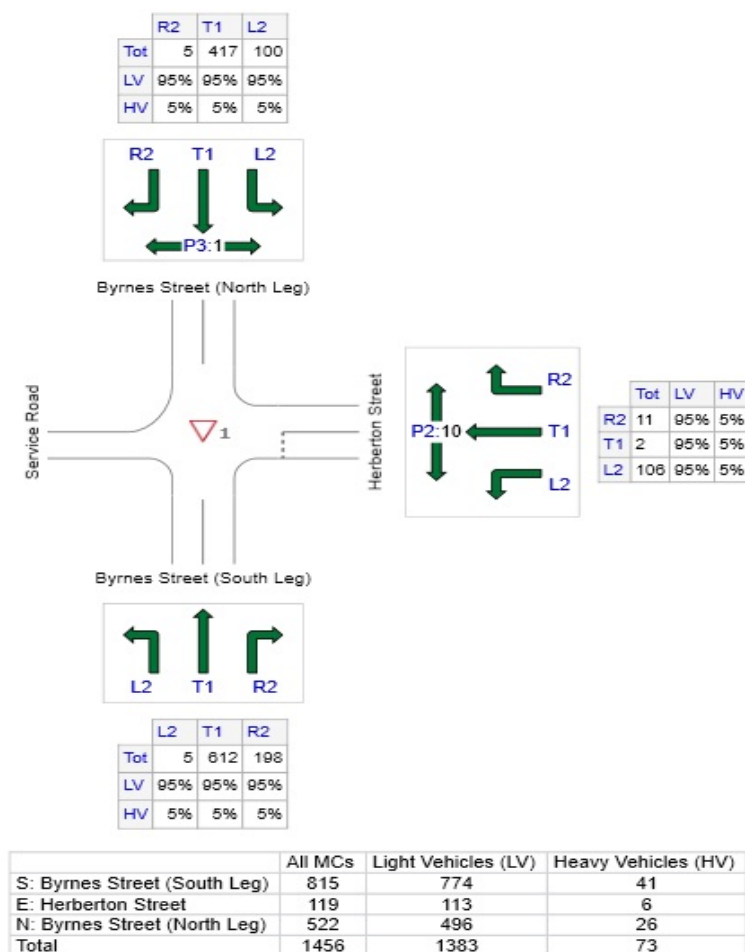 R2 T1 L2
Tot 5 417 100
LV 95% 95% 95%
HV 5% 5% 5%
R2 T1 L2
P3:1
Byrnes Street (North Leg)
Service Road
1
Herberton Street
P2:10
R2
T1
L2
Tot LV HV
R2 11 95% 5%
T1 2 95% 5%
L2 106 95% 5%
Byrnes Street (South Leg)
L2 T1 R2
L2 T1 R2
Tot 5 612 198
LV 95% 95% 95%
HV 5% 5% 5%
All MCs Light Vehicles (LV) Heavy Vehicles (HV)
S: Byrnes Street (South Leg) 815 774 41
E: Herberton Street 119 113 6
N: Byrnes Street (North Leg) 522 496 26
Total 1456 1383 73